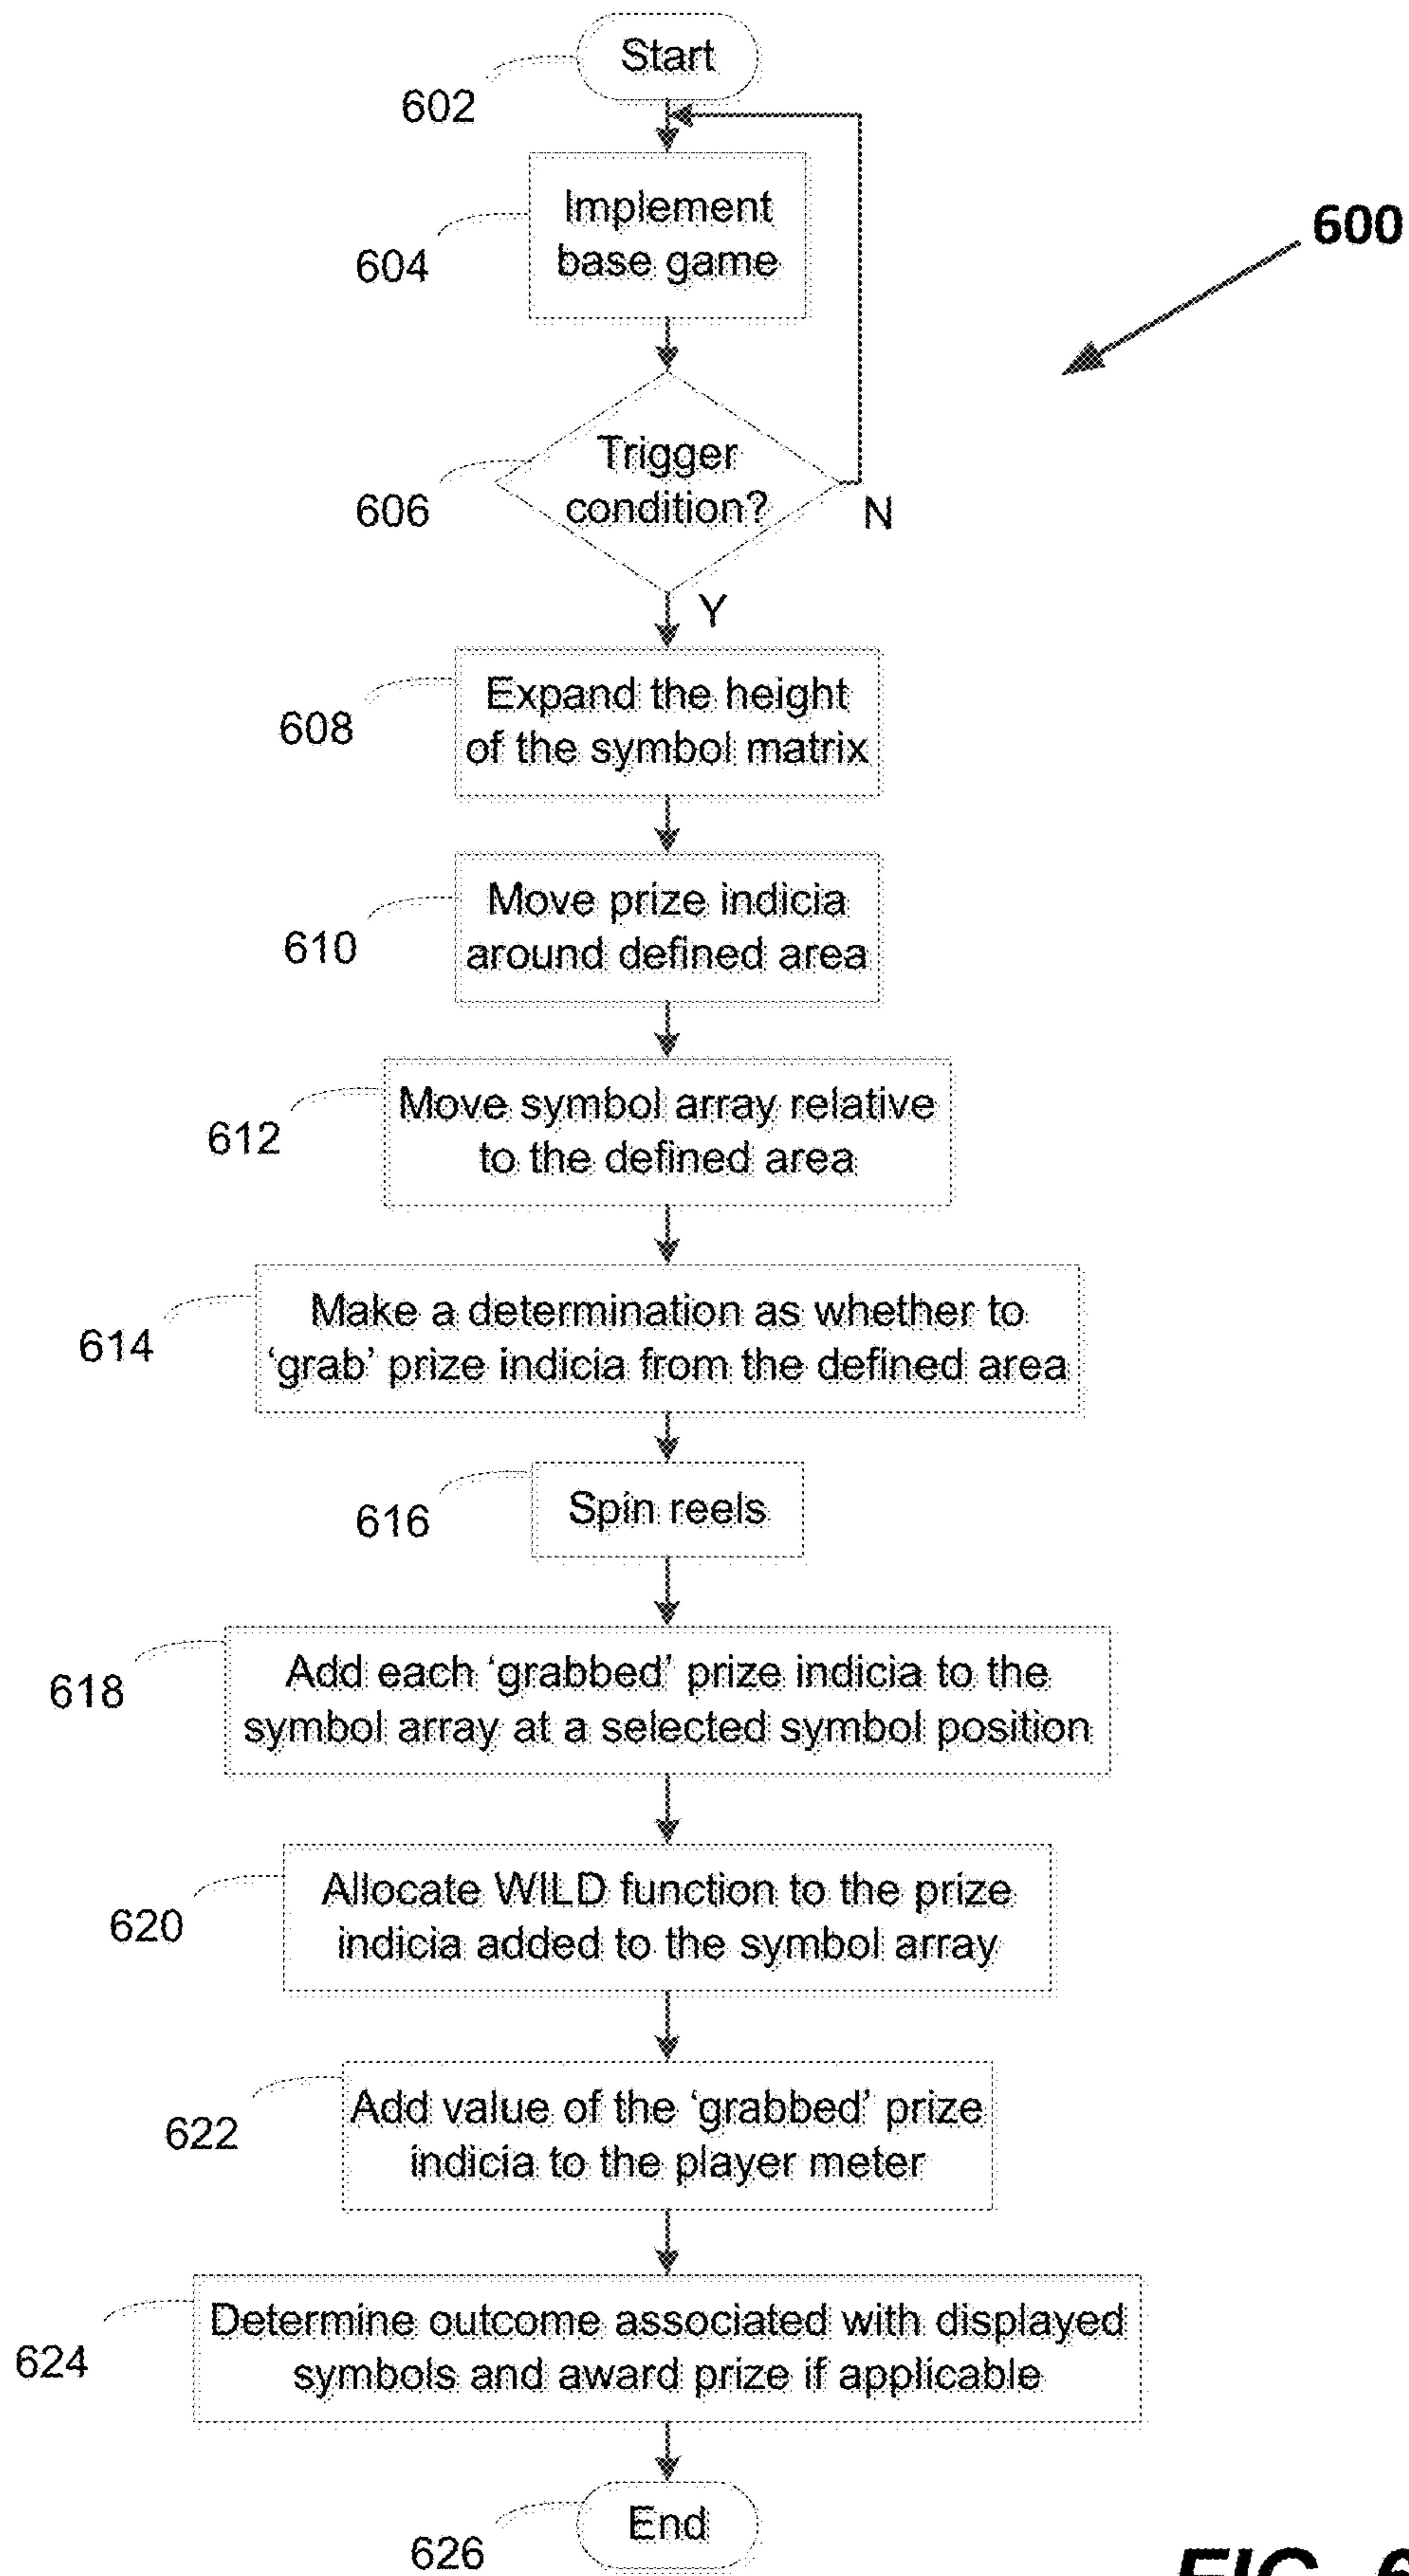 Start
602
Implement
base game
604
600
Trigger
condition?
606
N
Y
Expand the height
of the symbol matrix
608
Move prize indicia
around defined area
610
Move symbol array relative
to the defined area
612
Make a determination as whether to
‘grab’ prize indicia from the defined area
614
Spin reels
616
Add each ‘grabbed’ prize indicia to the
symbol array at a selected symbol position
618
Allocate WILD function to the prize
indicia added to the symbol array
620
Add value of the ‘grabbed’ prize
indicia to the player meter
622
Determine outcome associated with displayed
symbols and award prize if applicable
624
End
626
FIG. 6